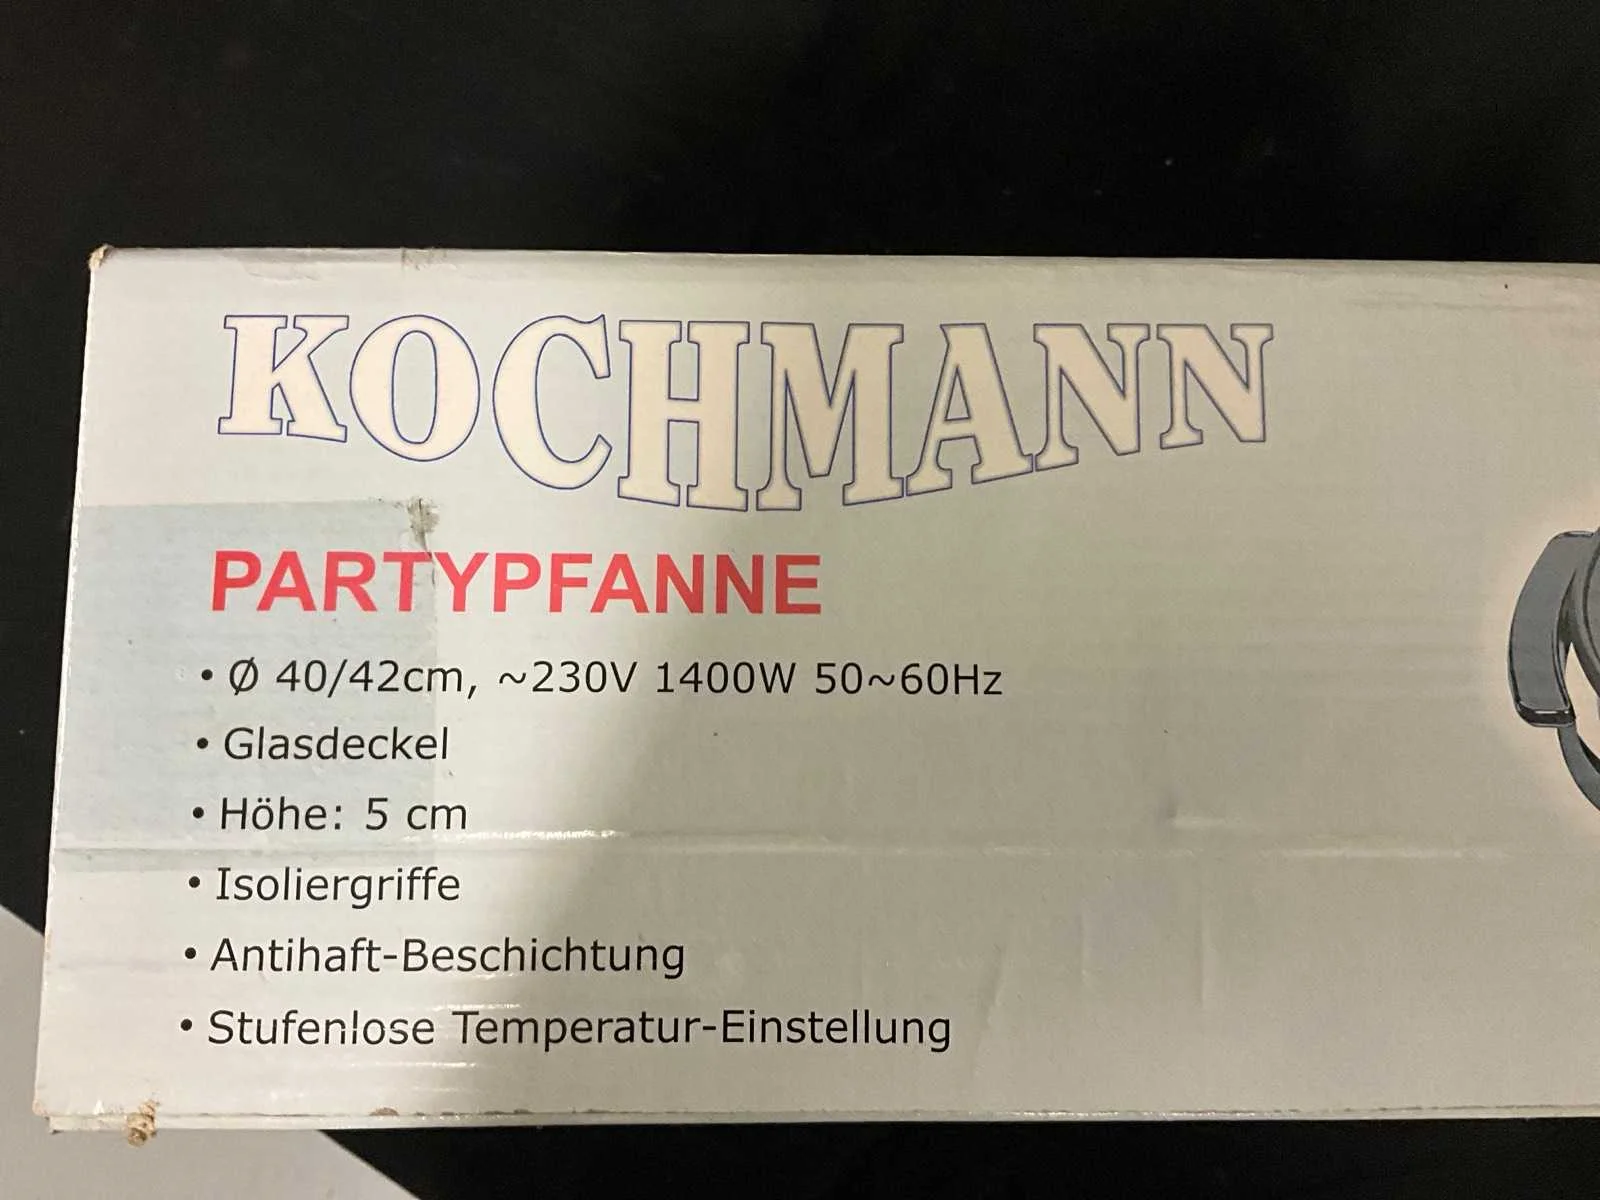 KOCHMANN
PARTYPFANNE
• Ø 40/42cm, ~230V 1400W 50~60Hz
• Glasdeckel
• Höhe: 5 cm
• Isoliergriffe
• Antihaft-Beschichtung
• Stufenlose Temperatur-Einstellung